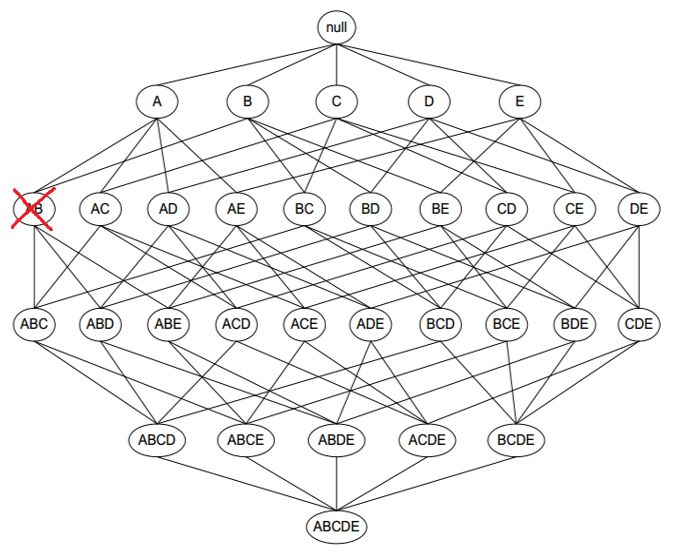 null
A B C D E
AB AC AD AE BC BD BE CD CE DE
ABC ABD ABE ACD ACE ADE BCD BCE BDE CDE
ABCD ABCE ABDE ACDE BCDE
ABCDE